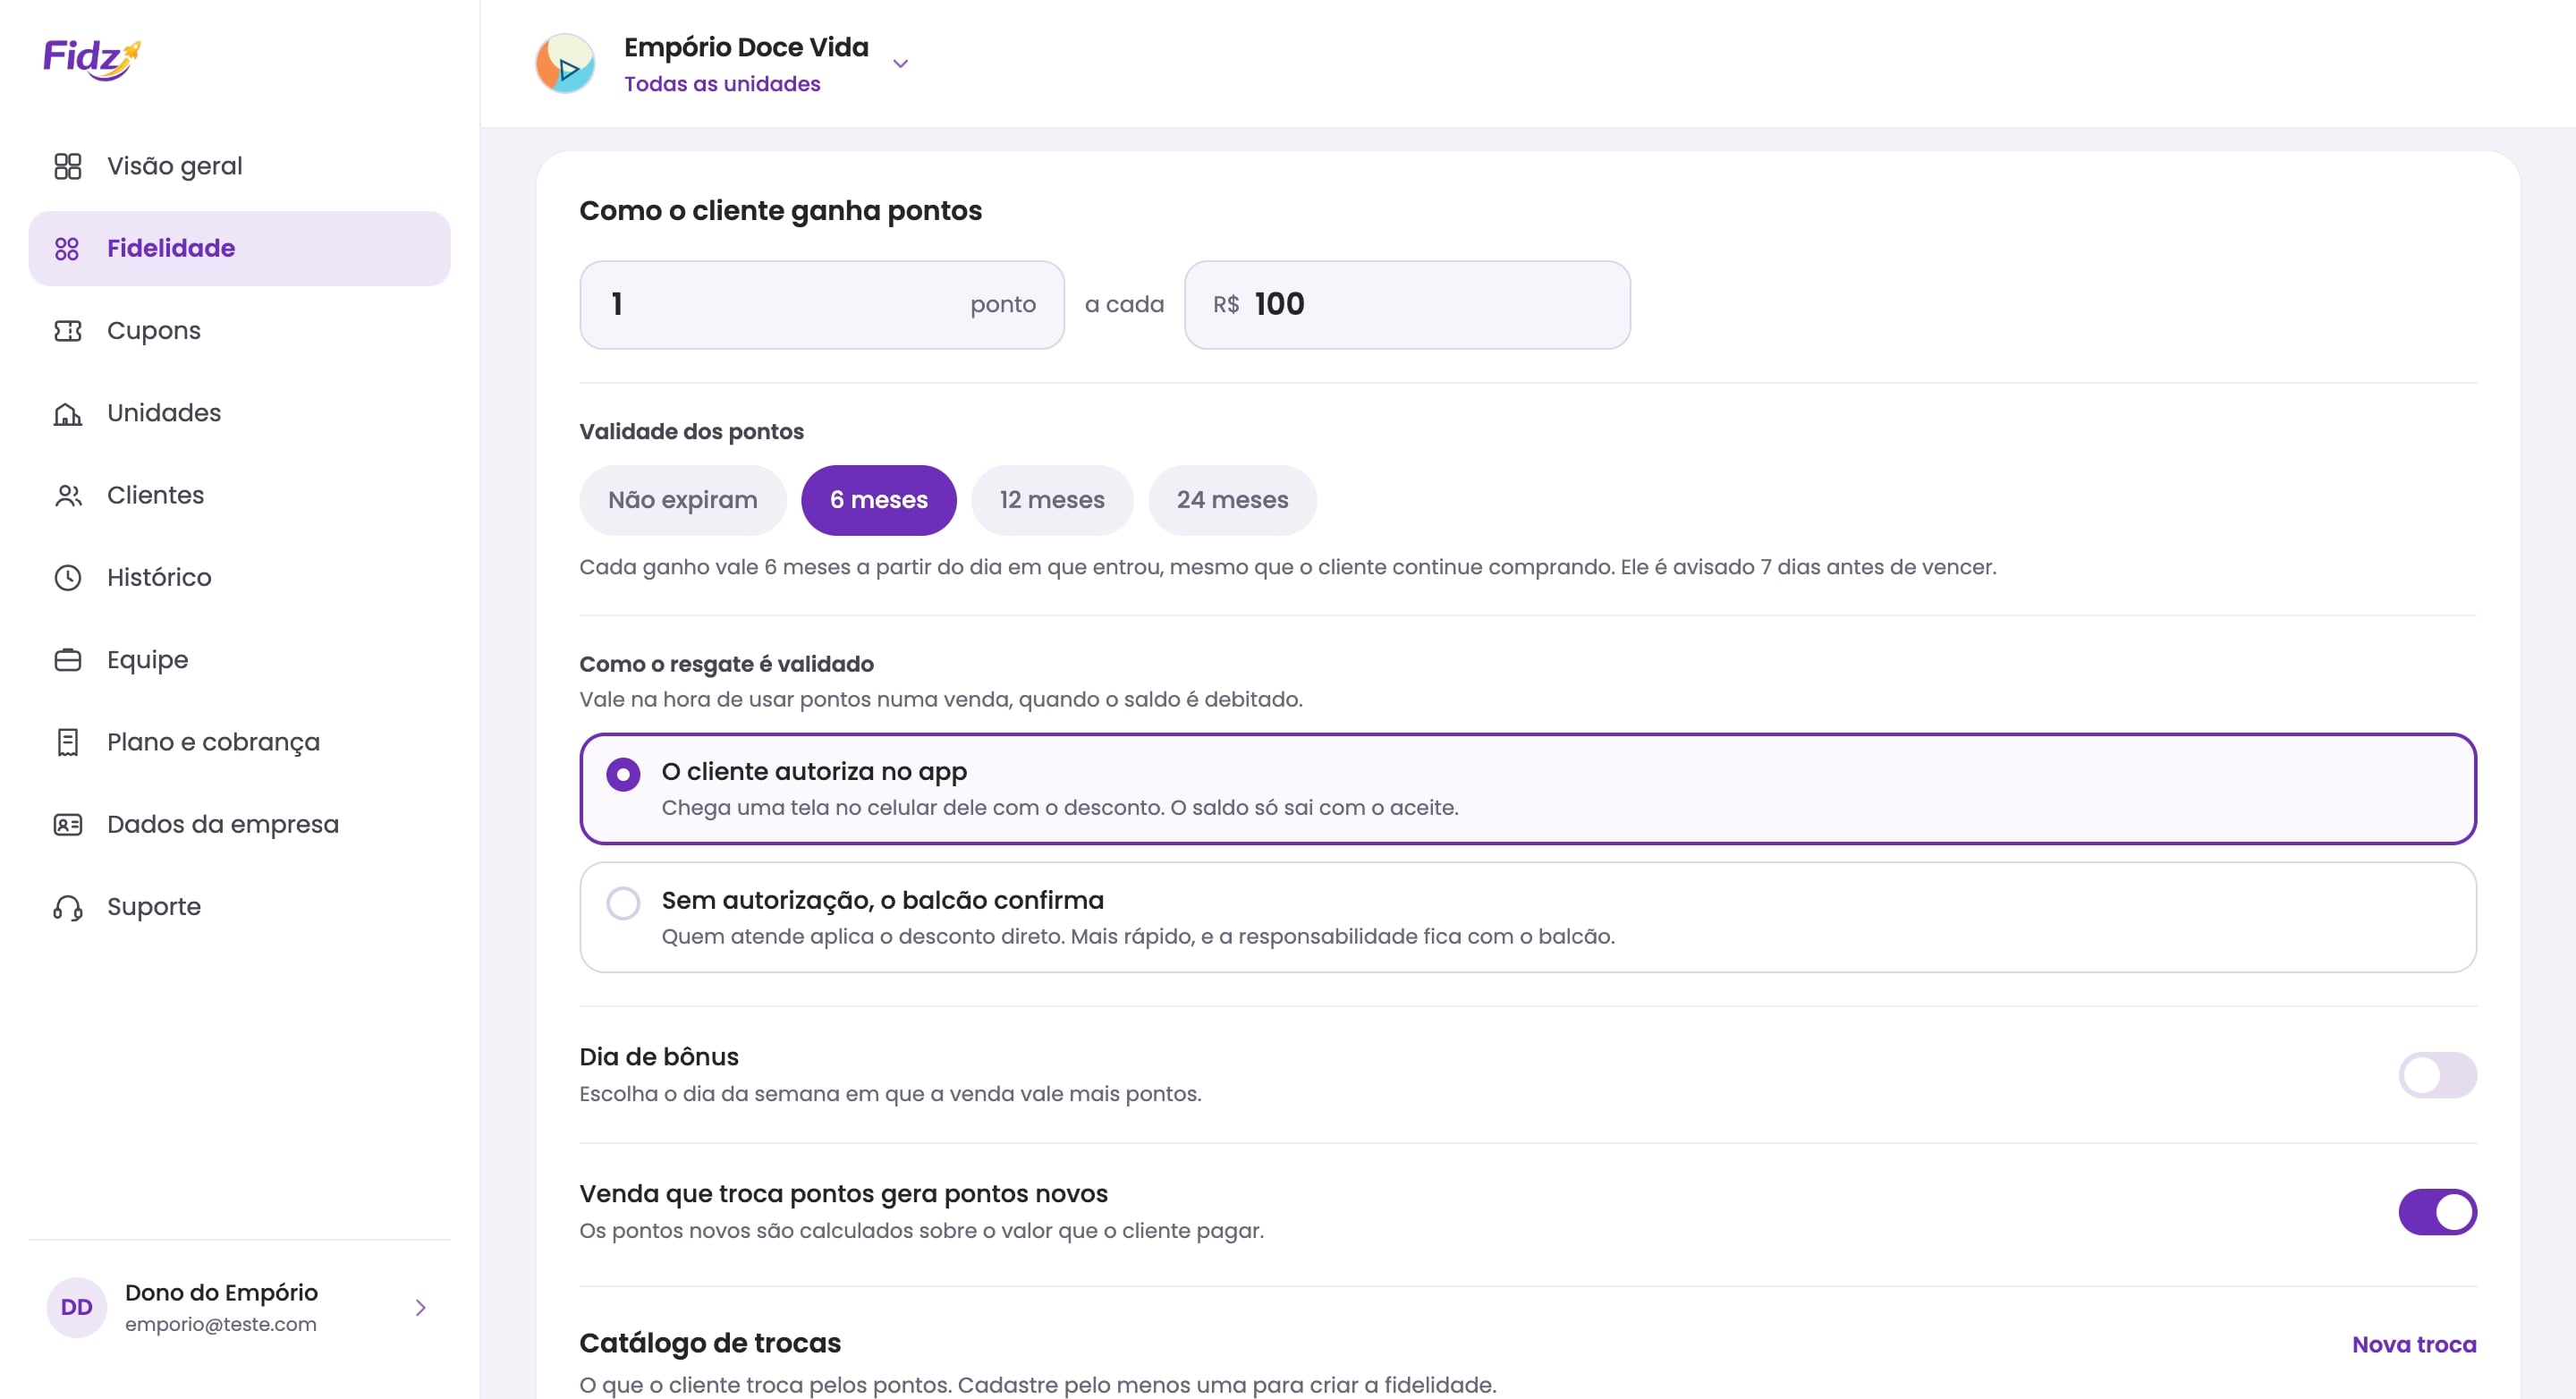 Fidz
Visão geral
Fidelidade
Cupons
Unidades
Clientes
Histórico
Equipe
Plano e cobrança
Dados da empresa
Suporte
DD
Dono do Empório
emporio@teste.com
Empório Doce Vida
Todas as unidades
Como o cliente ganha pontos
1 ponto a cada R$ 100
Validade dos pontos
Não expiram 6 meses 12 meses 24 meses
Cada ganho vale 6 meses a partir do dia em que entrou, mesmo que o cliente continue comprando. Ele é avisado 7 dias antes de vencer.
Como o resgate é validado
Vale na hora de usar pontos numa venda, quando o saldo é debitado.
O cliente autoriza no app
Chega uma tela no celular dele com o desconto. O saldo só sai com o aceite.
Sem autorização, o balcão confirma
Quem atende aplica o desconto direto. Mais rápido, e a responsabilidade fica com o balcão.
Dia de bônus
Escolha o dia da semana em que a venda vale mais pontos.
Venda que troca pontos gera pontos novos
Os pontos novos são calculados sobre o valor que o cliente pagar.
Catálogo de trocas
Nova troca
O que o cliente troca pelos pontos. Cadastre pelo menos uma para criar a fidelidade.